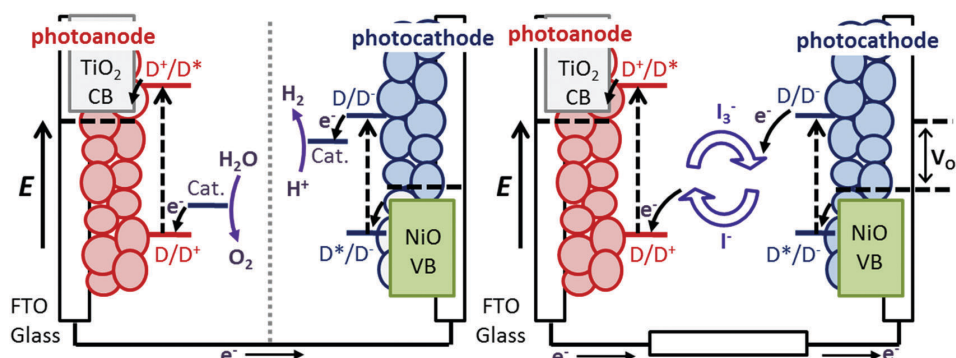 photoanode
TiO₂
CB
D⁺/D*
E
H₂O
Cat.
e⁻
O₂
D/D⁺
FTO
Glass
e⁻
photocathode
H₂
D/D⁻
e⁻
Cat.
H⁺
D*/D⁻
NiO
VB
photoanode
TiO₂
CB
D⁺/D*
E
e⁻
D/D⁺
FTO
Glass
e⁻
I₃⁻
I⁻
photocathode
D/D⁻
e⁻
V₀
D*/D⁻
NiO
VB